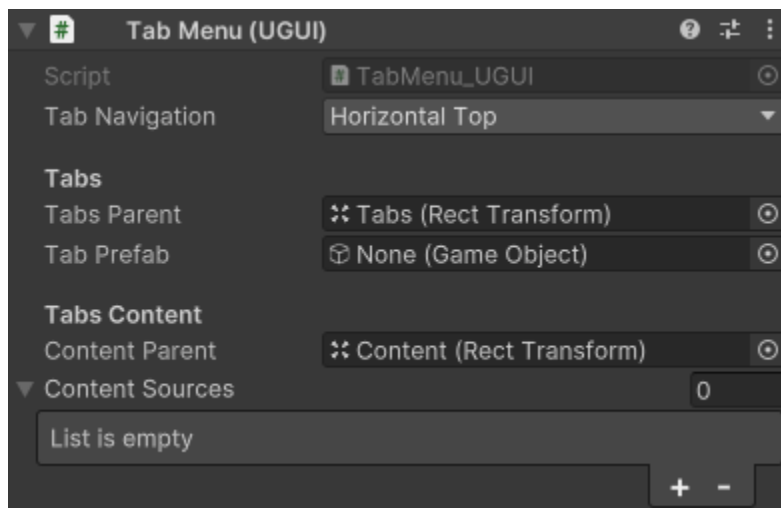 Tab Menu (UGUI)
Script TabMenu_UGUI
Tab Navigation Horizontal Top
Tabs
Tabs Parent Tabs (Rect Transform)
Tab Prefab None (Game Object)
Tabs Content
Content Parent Content (Rect Transform)
Content Sources 0
List is empty
+ -